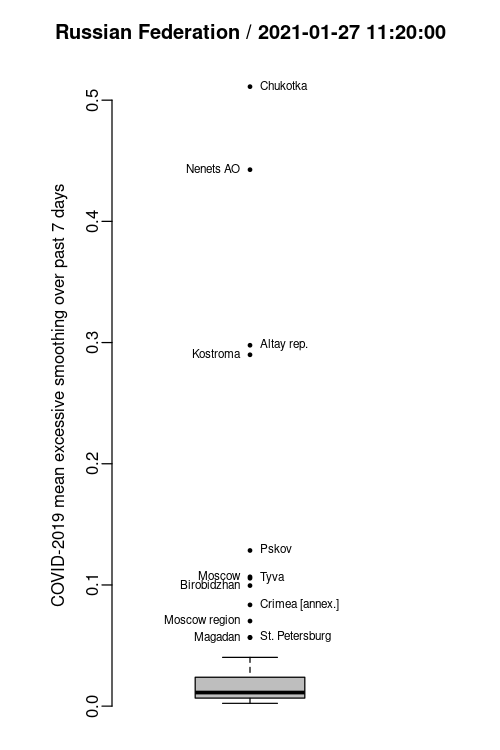 Russian Federation / 2021-01-27 11:20:00
COVID-2019 mean excessive smoothing over past 7 days
0.5
0.4
0.3
0.2
0.1
0.0
Chukotka
Nenets AO
Altay rep.
Kostroma
Pskov
Moscow
Tyva
Birobidzhan
Crimea [annex.]
Moscow region
Magadan
St. Petersburg